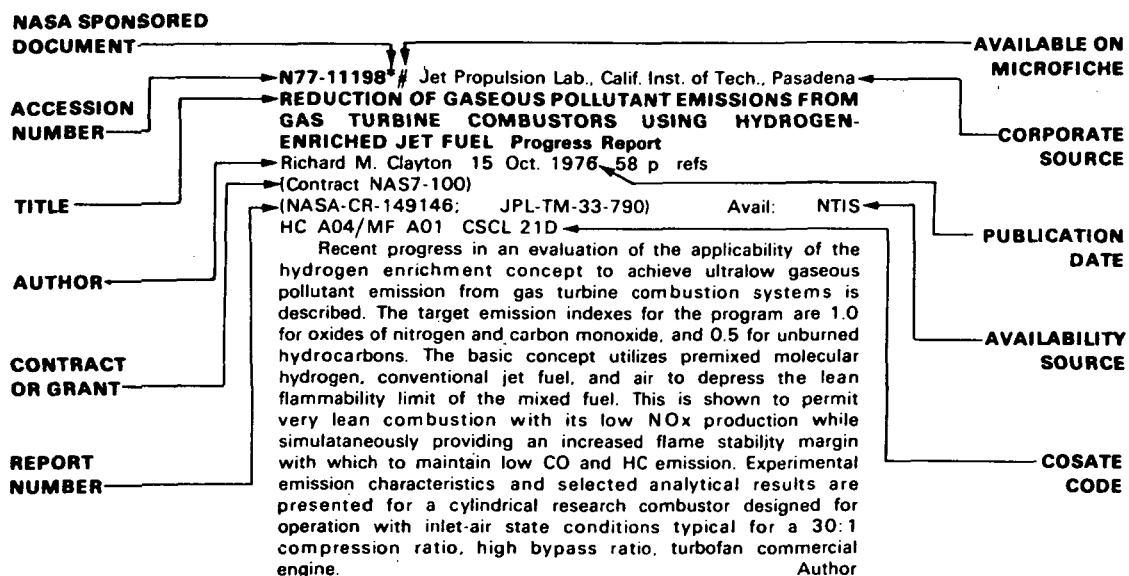 NASA SPONSORED
DOCUMENT
AVAILABLE ON
MICROFICHE
N77-11198*# Jet Propulsion Lab., Calif. Inst. of Tech., Pasadena
ACCESSION
NUMBER
REDUCTION OF GASEOUS POLLUTANT EMISSIONS FROM
GAS TURBINE COMBUSTORS USING HYDROGEN-
ENRICHED JET FUEL Progress Report
CORPORATE
SOURCE
Richard M. Clayton 15 Oct. 1976 58 p refs
(Contract NAS7-100)
TITLE
(NASA-CR-149146; JPL-TM-33-790) Avail: NTIS
HC A04/MF A01 CSCL 21D
PUBLICATION
DATE
AUTHOR
Recent progress in an evaluation of the applicability of the
hydrogen enrichment concept to achieve ultralow gaseous
pollutant emission from gas turbine combustion systems is
described. The target emission indexes for the program are 1.0
for oxides of nitrogen and carbon monoxide, and 0.5 for unburned
hydrocarbons. The basic concept utilizes premixed molecular
hydrogen, conventional jet fuel, and air to depress the lean
flammability limit of the mixed fuel. This is shown to permit
very lean combustion with its low NOx production while
simulataneously providing an increased flame stability margin
with which to maintain low CO and HC emission. Experimental
emission characteristics and selected analytical results are
presented for a cylindrical research combustor designed for
operation with inlet-air state conditions typical for a 30:1
compression ratio, high bypass ratio, turbofan commercial
engine. Author
AVAILABILITY
SOURCE
CONTRACT
OR GRANT
REPORT
NUMBER
COSATE
CODE